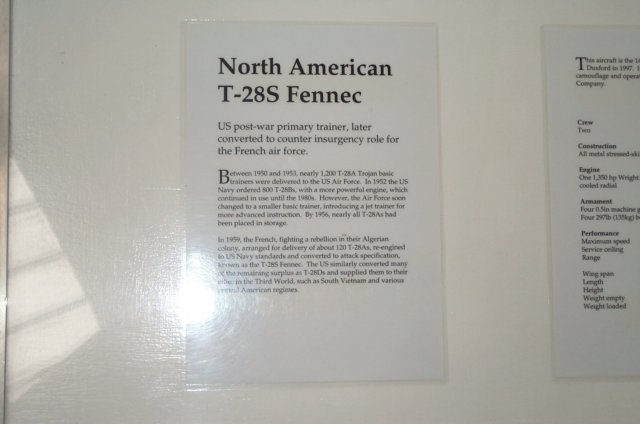 North American
T-28S Fennec
US post-war primary trainer, later
converted to counter insurgency role for
the French air force.
Between 1950 and 1953, nearly 1,200 T-28A Trojan basic
trainers were delivered to the US Air Force. In 1952 the US
Navy ordered 800 T-28Bs, with a more powerful engine, which
continued in use until the 1980s. However, the Air Force soon
changed to a smaller basic trainer, introducing a jet trainer for
more advanced instruction. By 1956, nearly all T-28As had
been placed in storage.
In 1959, the French, fighting a rebellion in their Algerian
colony, arranged for delivery of about 120 T-28As, re-engined
to US Navy standards and converted to attack specification,
known as the T-28S Fennec. The US similarly converted many
of the remaining surplus as T-28Ds and supplied them to their
allies in the Third World, such as South Vietnam and various
central American regimes.
This aircraft is the
Duxford in 1997.
camouflage and opera
Company.
Crew
Two
Construction
All metal stressed-ski
Engine
One 1,350 hp Wright
cooled radial
Armament
Four 0.5in machine g
Four 297lb (135kg) b
Performance
Maximum speed
Service ceiling
Range
Wing span
Length
Height
Weight empty
Weight loaded